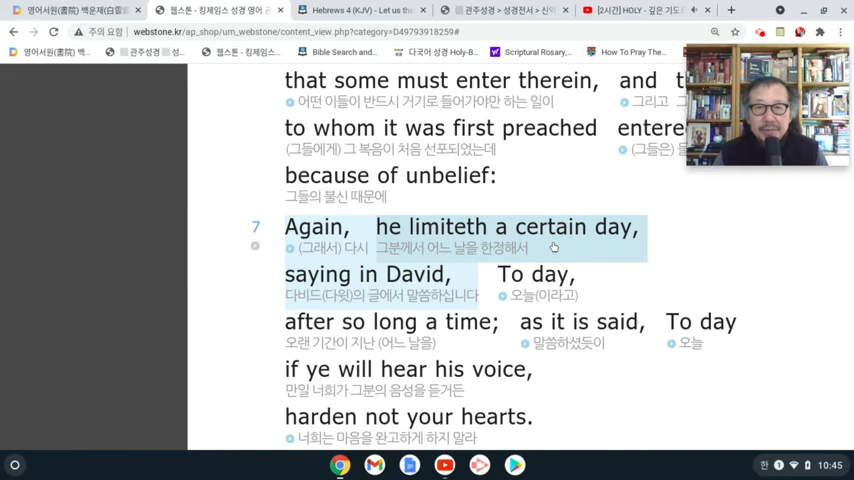 영어서원(書院) 백운재(白雲齋
웹스톤 - 킹제임스 성경 영어 공
Hebrews 4 (KJV) - Let us the
관주성경 > 성경전서 > 신약
[2시간] HOLY - 깊은 기도
주의 요함
webstone.kr/ap_shop/um_webstone/content_view.php?category=D49793918259#
영어서원(書院) 백...
관주성경 성...
웹스톤 - 킹제임스...
Bible Search and...
다국어 성경 Holy-B...
Scriptural Rosary,...
How To Pray The...
that some must enter therein, and t
어떤 이들이 반드시 거기로 들어가야만 하는 일이 그리고 그
to whom it was first preached entere
(그들에게) 그 복음이 처음 선포되었는데 (그들은) 들
because of unbelief:
그들의 불신 때문에
7 Again, he limiteth a certain day,
(그래서) 다시 그분께서 어느 날을 한정해서
saying in David, To day,
다비드(다윗)의 글에서 말씀하십니다 오늘(이라고)
after so long a time; as it is said, To day
오랜 기간이 지난 (어느 날을) 말씀하셨듯이 오늘
if ye will hear his voice,
만일 너희가 그분의 음성을 듣거든
harden not your hearts.
너희는 마음을 완고하게 하지 말라
한 1 10:45